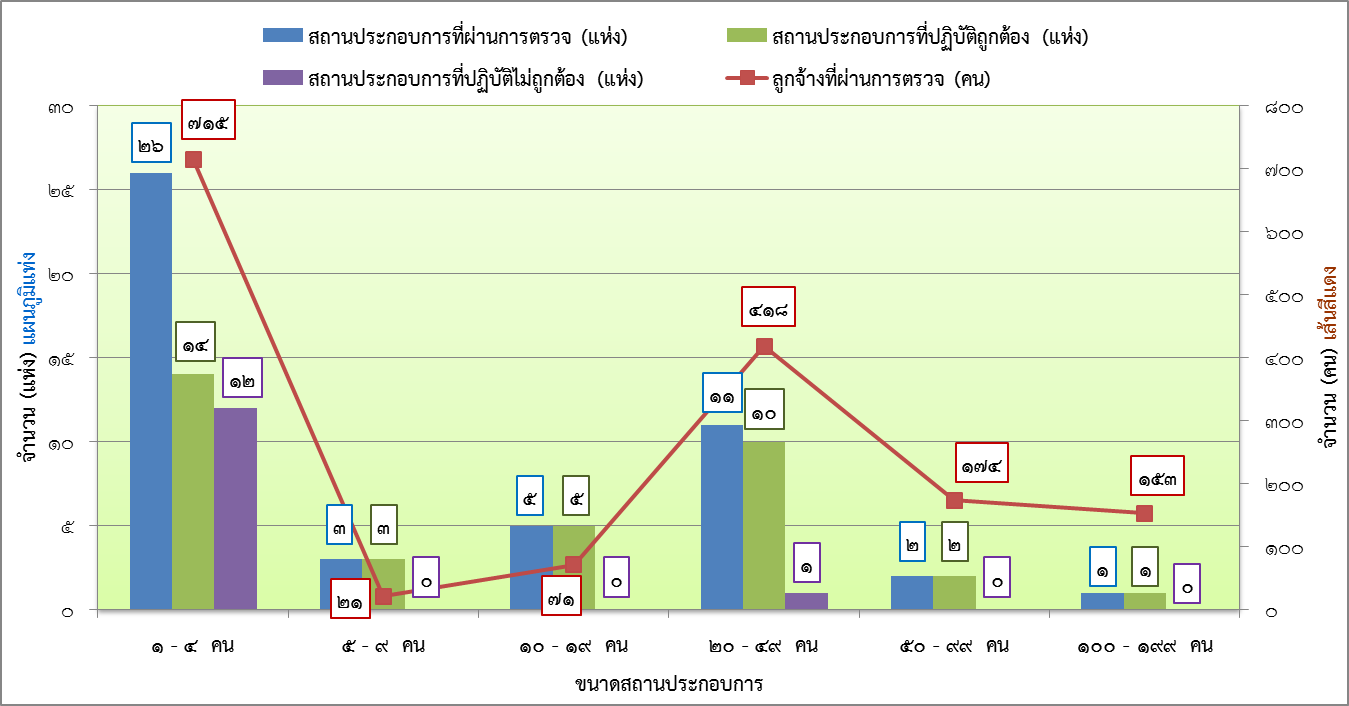 สถานประกอบการที่ผ่านการตรวจ (แห่ง) สถานประกอบการที่ปฏิบัติถูกต้อง (แห่ง)
สถานประกอบการที่ปฏิบัติไม่ถูกต้อง (แห่ง) ลูกจ้างที่ผ่านการตรวจ (คน)
จำนวน (แห่ง) แผนภูมิแท่ง
๓๐
๒๕
๒๐
๑๕
๑๐
๕
๐
๒๖ ๗๑๕
๑๔
๑๒
๓ ๓ ๐
๒๑
๕ ๕ ๐
๗๑
๔๑๘
๑๑ ๑๐
๑
๑๗๔
๒ ๒ ๐
๑๕๓
๑ ๑ ๐
๘๐๐
๗๐๐
๖๐๐
๕๐๐
๔๐๐
๓๐๐
๒๐๐
๑๐๐
๐
จำนวน (คน) เส้นสีแดง
๑ - ๔ คน ๕ - ๙ คน ๑๐ - ๑๙ คน ๒๐ - ๔๙ คน ๕๐ - ๙๙ คน ๑๐๐ - ๑๙๙ คน
ขนาดสถานประกอบการ